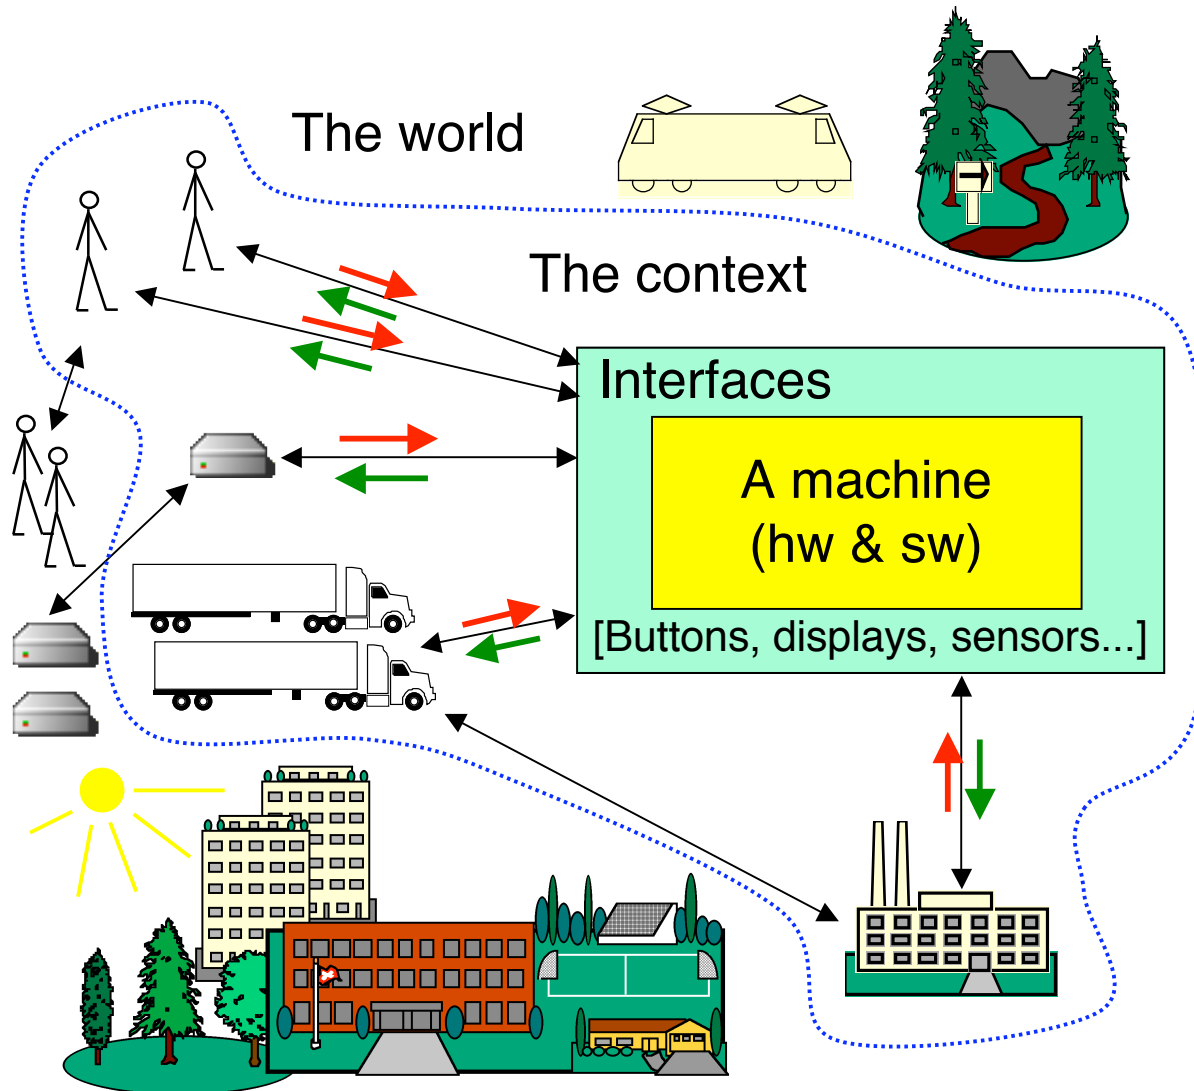 The world
The context
Interfaces
A machine
(hw & sw)
[Buttons, displays, sensors...]